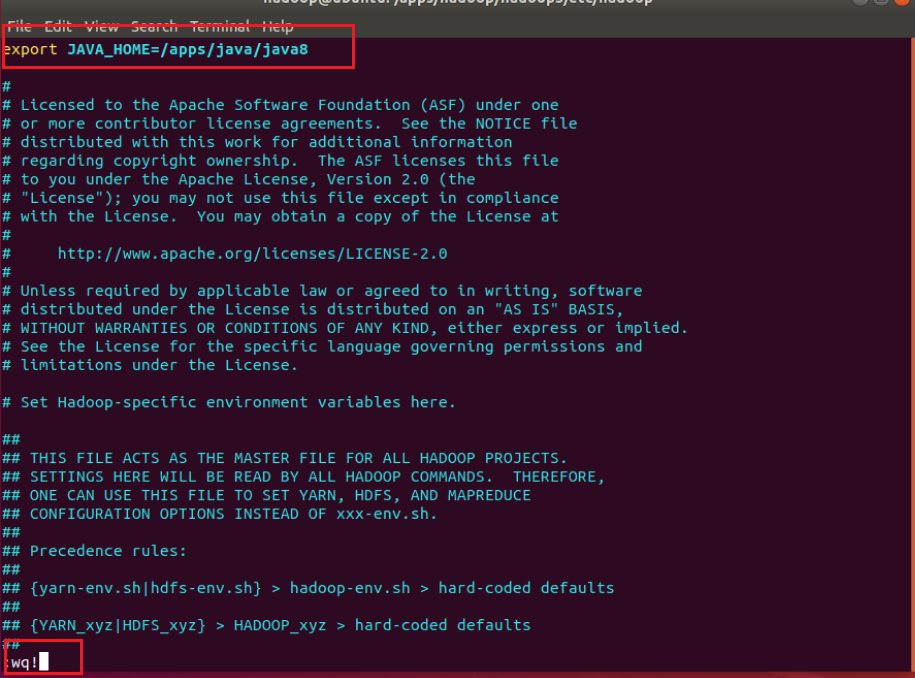 hadoop@ubuntu: /apps/hadoop/hadoop3/etc/hadoop
File Edit View Search Terminal Help
export JAVA_HOME=/apps/java/java8
#
# Licensed to the Apache Software Foundation (ASF) under one
# or more contributor license agreements.  See the NOTICE file
# distributed with this work for additional information
# regarding copyright ownership.  The ASF licenses this file
# to you under the Apache License, Version 2.0 (the
# "License"); you may not use this file except in compliance
# with the License.  You may obtain a copy of the License at
#
#     http://www.apache.org/licenses/LICENSE-2.0
#
# Unless required by applicable law or agreed to in writing, software
# distributed under the License is distributed on an "AS IS" BASIS,
# WITHOUT WARRANTIES OR CONDITIONS OF ANY KIND, either express or implied.
# See the License for the specific language governing permissions and
# limitations under the License.
# Set Hadoop-specific environment variables here.
##
## THIS FILE ACTS AS THE MASTER FILE FOR ALL HADOOP PROJECTS.
## SETTINGS HERE WILL BE READ BY ALL HADOOP COMMANDS.  THEREFORE,
## ONE CAN USE THIS FILE TO SET YARN, HDFS, AND MAPREDUCE
## CONFIGURATION OPTIONS INSTEAD OF xxx-env.sh.
##
## Precedence rules:
##
## {yarn-env.sh|hdfs-env.sh} > hadoop-env.sh > hard-coded defaults
##
## {YARN_xyz|HDFS_xyz} > HADOOP_xyz > hard-coded defaults
##
:wq!